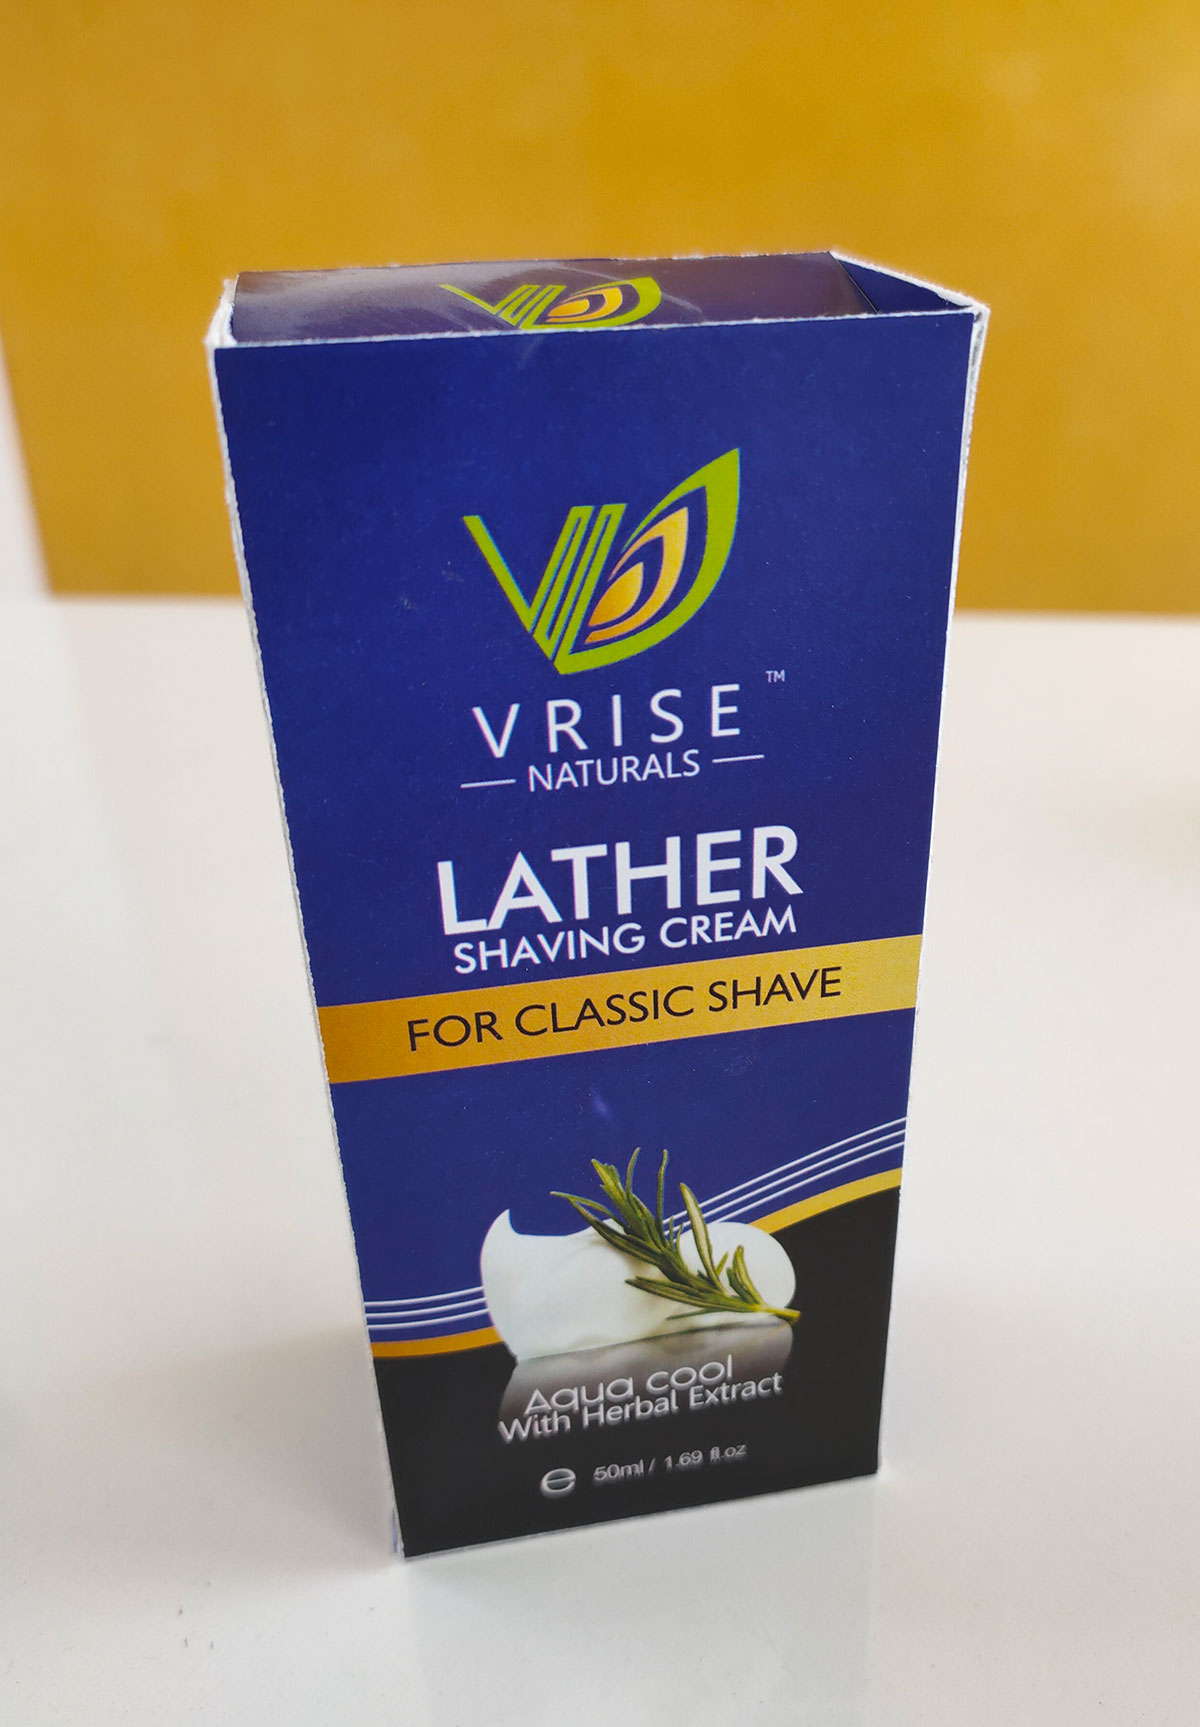 VRISE™
— NATURALS —
LATHER
SHAVING CREAM
FOR CLASSIC SHAVE
Aqua cool
With Herbal Extract
℮ 50ml / 1.69 fl.oz